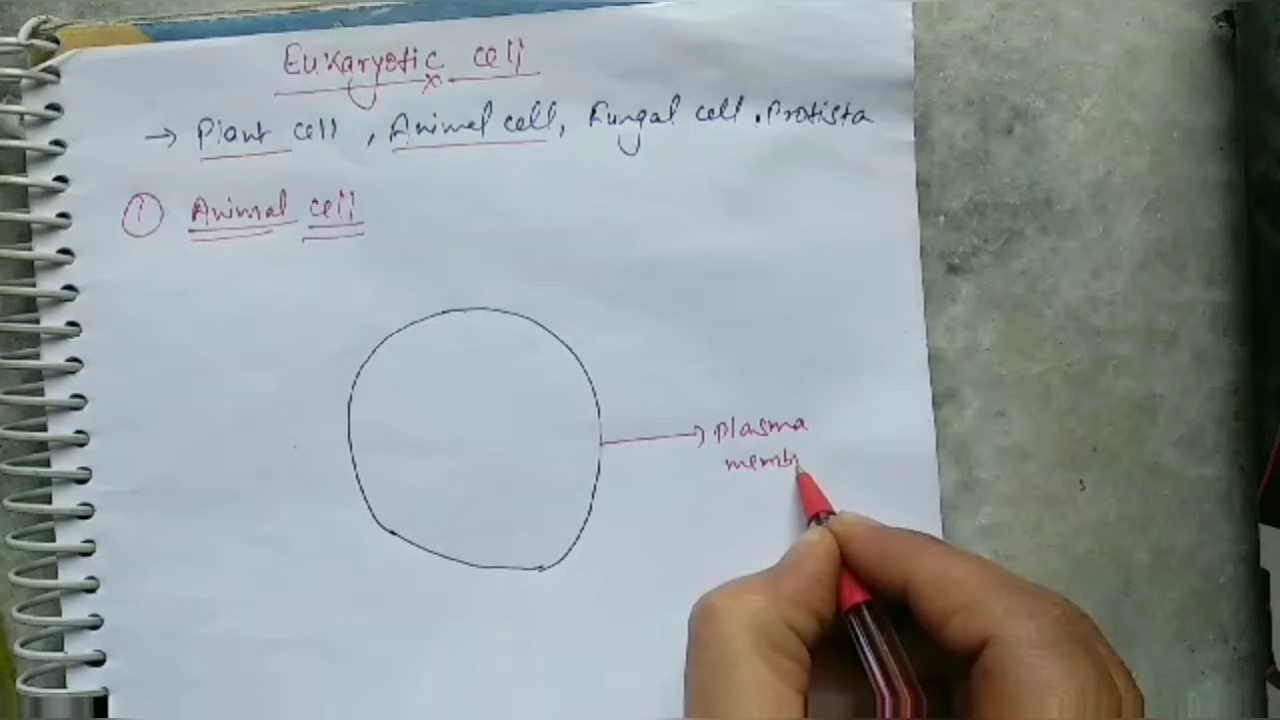 Eukaryotic cell
→ Plant cell, Animal cell, Fungal cell, Protista
① Animal cell
→ Plasma
memb